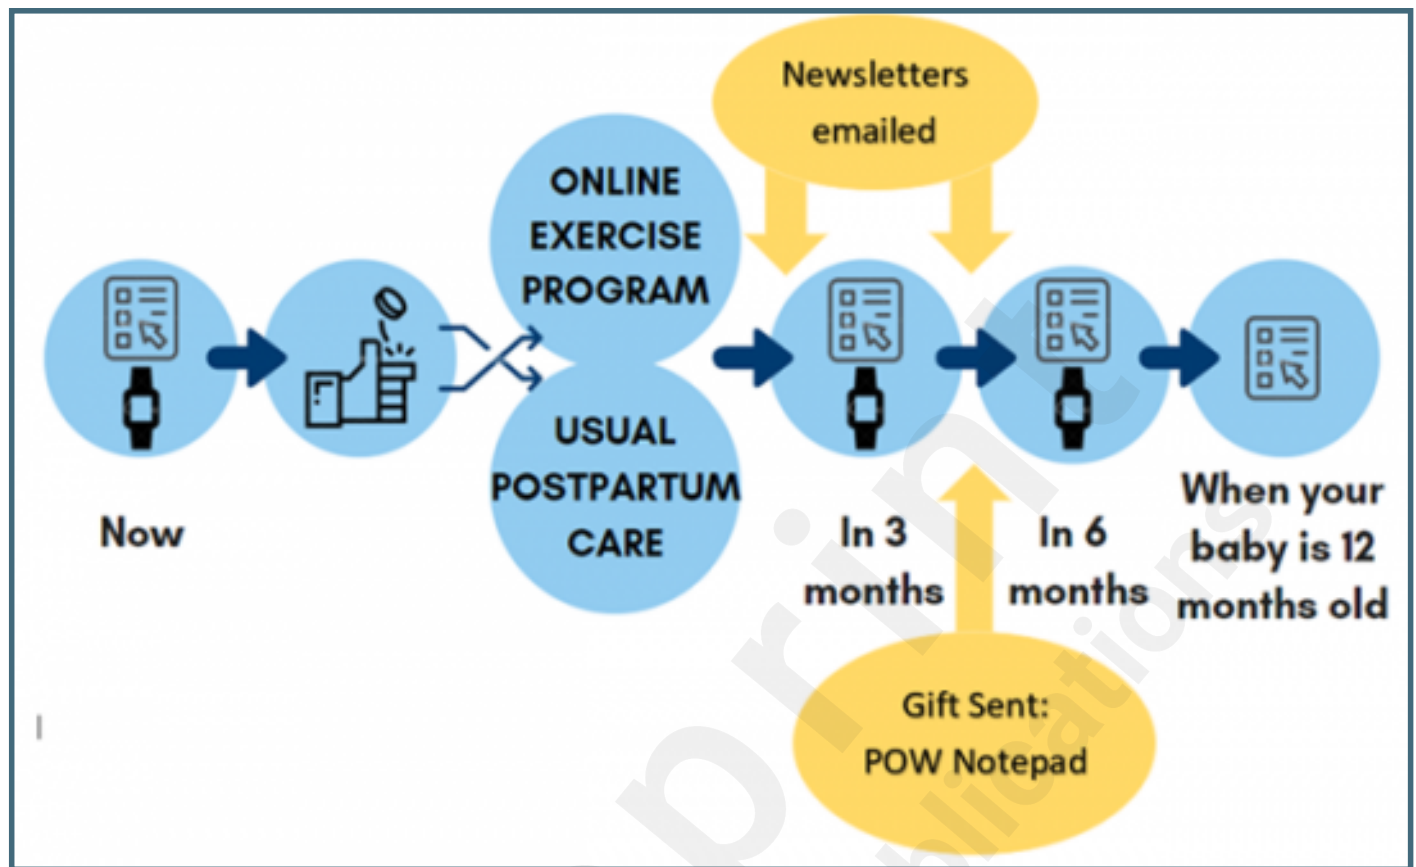 Newsletters
emailed
ONLINE
EXERCISE
PROGRAM
USUAL
POSTPARTUM
CARE
Now
In 3
months
In 6
months
When your
baby is 12
months old
Gift Sent:
POW Notepad
print